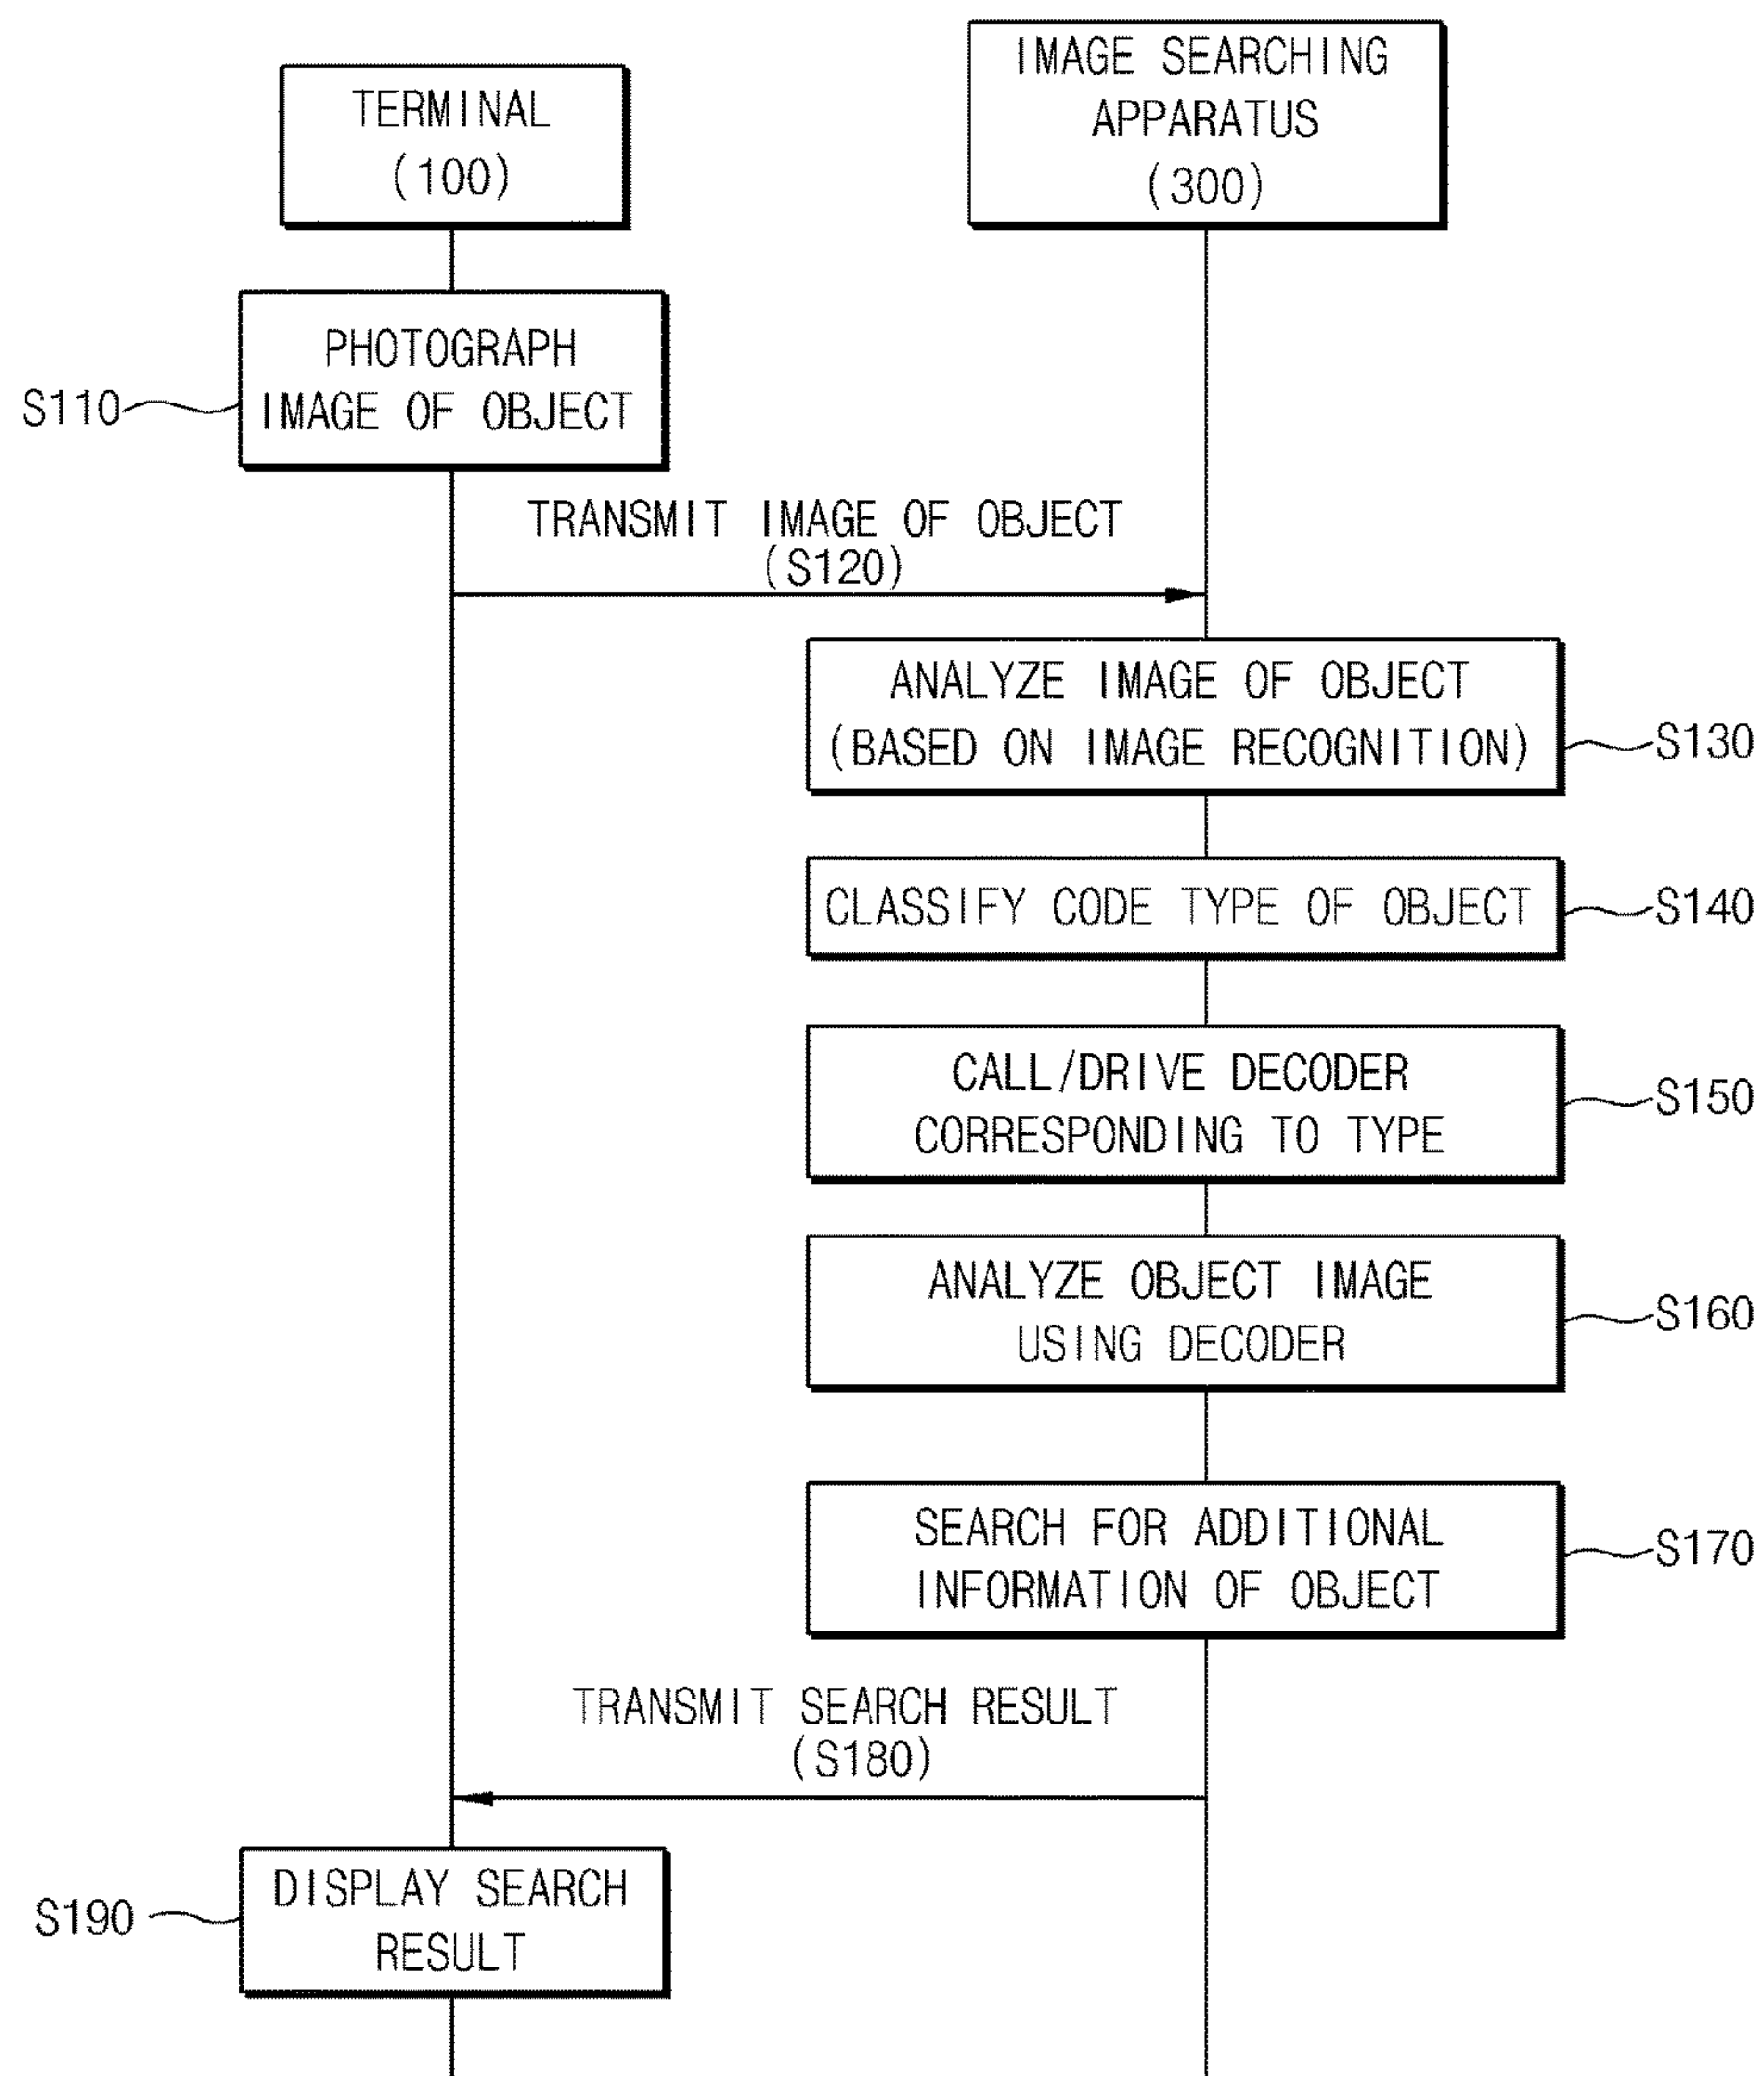 TERMINAL
(100)
IMAGE SEARCHING
APPARATUS
(300)
PHOTOGRAPH
IMAGE OF OBJECT
S110
TRANSMIT IMAGE OF OBJECT
(S120)
ANALYZE IMAGE OF OBJECT
(BASED ON IMAGE RECOGNITION)
S130
CLASSIFY CODE TYPE OF OBJECT
S140
CALL/DRIVE DECODER
CORRESPONDING TO TYPE
S150
ANALYZE OBJECT IMAGE
USING DECODER
S160
SEARCH FOR ADDITIONAL
INFORMATION OF OBJECT
S170
TRANSMIT SEARCH RESULT
(S180)
DISPLAY SEARCH
RESULT
S190